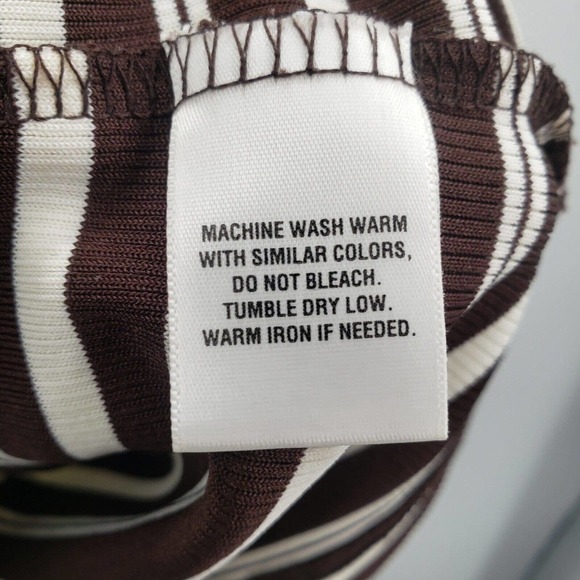 MACHINE WASH WARM
WITH SIMILAR COLORS,
DO NOT BLEACH.
TUMBLE DRY LOW.
WARM IRON IF NEEDED.